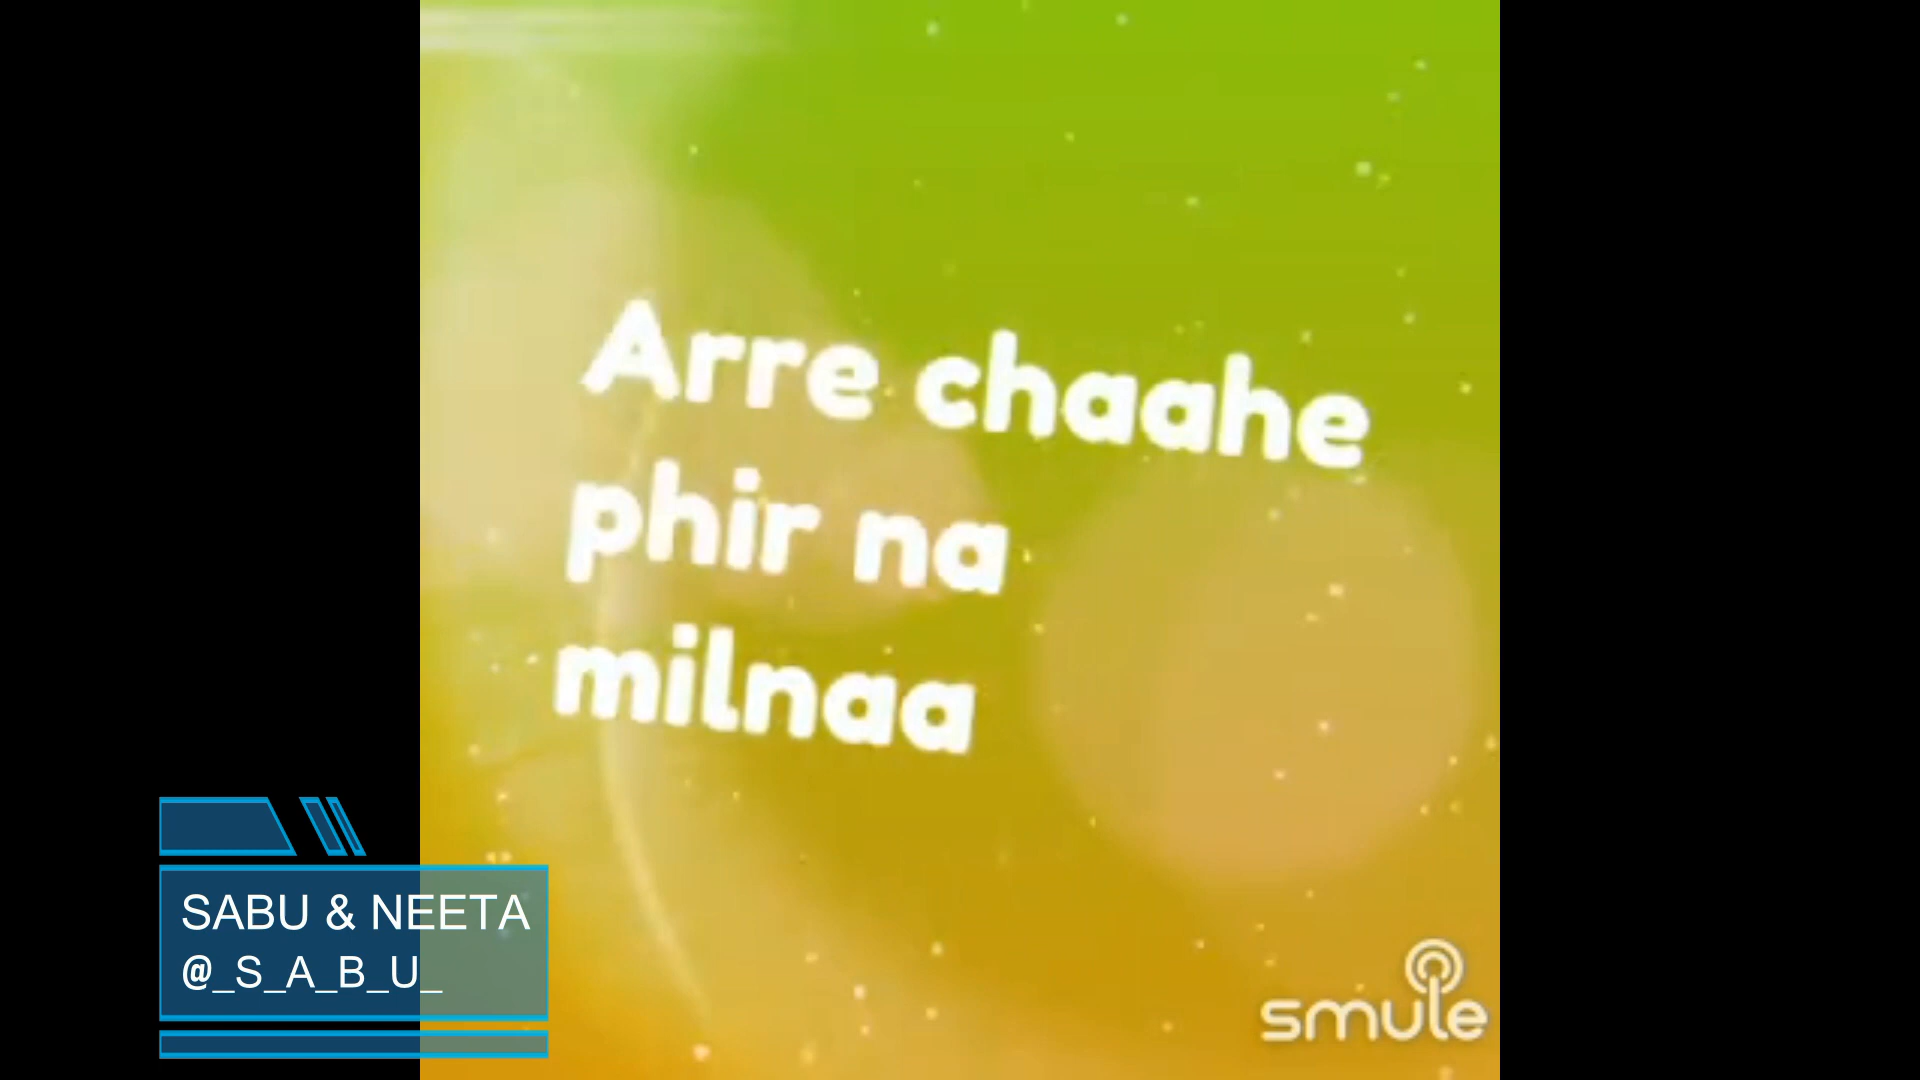 Arre chaahe
phir na
milnaa
SABU & NEETA
@_S_A_B_U_
smule